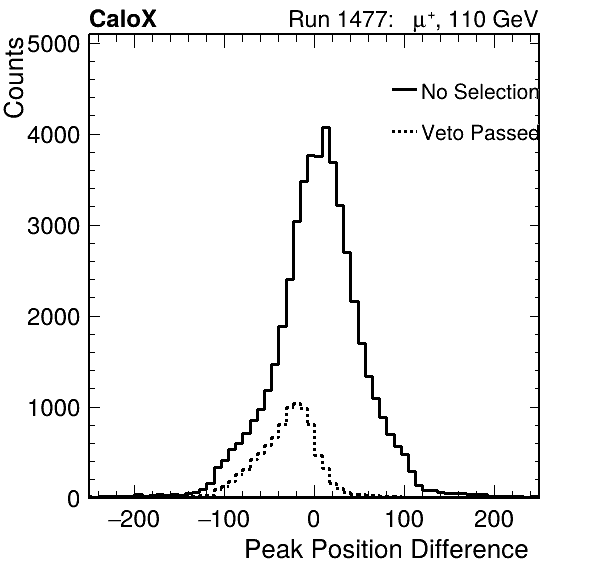 CaloX Run 1477: μ⁺, 110 GeV
Counts
5000
4000
3000
2000
1000
0
No Selection
Veto Passed
−200 −100 0 100 200
Peak Position Difference